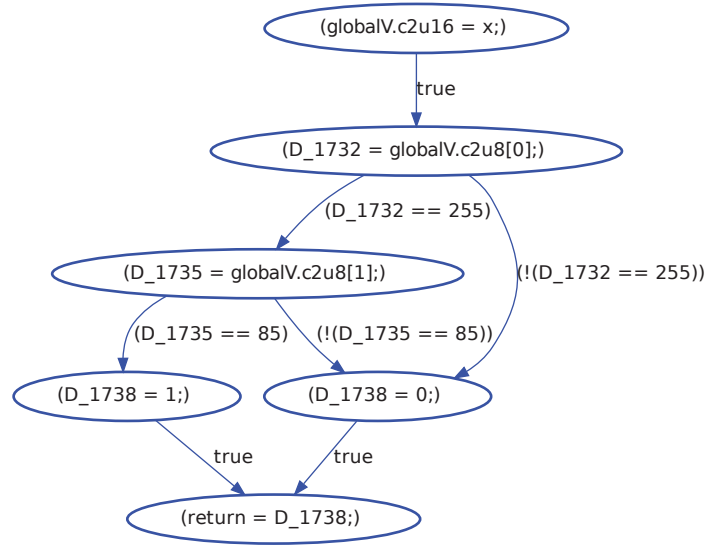 (globalV.c2u16 = x;)
true
(D_1732 = globalV.c2u8[0];)
(D_1732 == 255)
(D_1735 = globalV.c2u8[1];)
(!(D_1732 == 255))
(D_1735 == 85)
(!(D_1735 == 85))
(D_1738 = 1;)
(D_1738 = 0;)
true
true
(return = D_1738;)